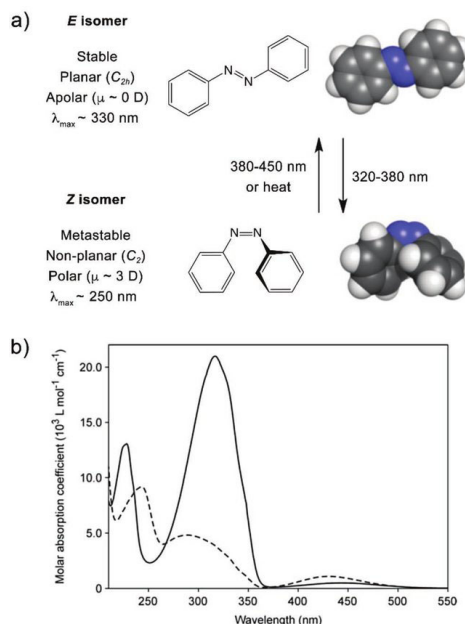 a)
E isomer
Stable
Planar (C2h)
Apolar (μ ~ 0 D)
λmax ~ 330 nm
N=N
380-450 nm
or heat
320-380 nm
Z isomer
Metastable
Non-planar (C2)
Polar (μ ~ 3 D)
λmax ~ 250 nm
N=N
b)
Molar absorption coefficient (10³ L mol⁻¹ cm⁻¹)
20.0
15.0
10.0
5.0
0.0
250 300 350 400 450 500 550
Wavelength (nm)